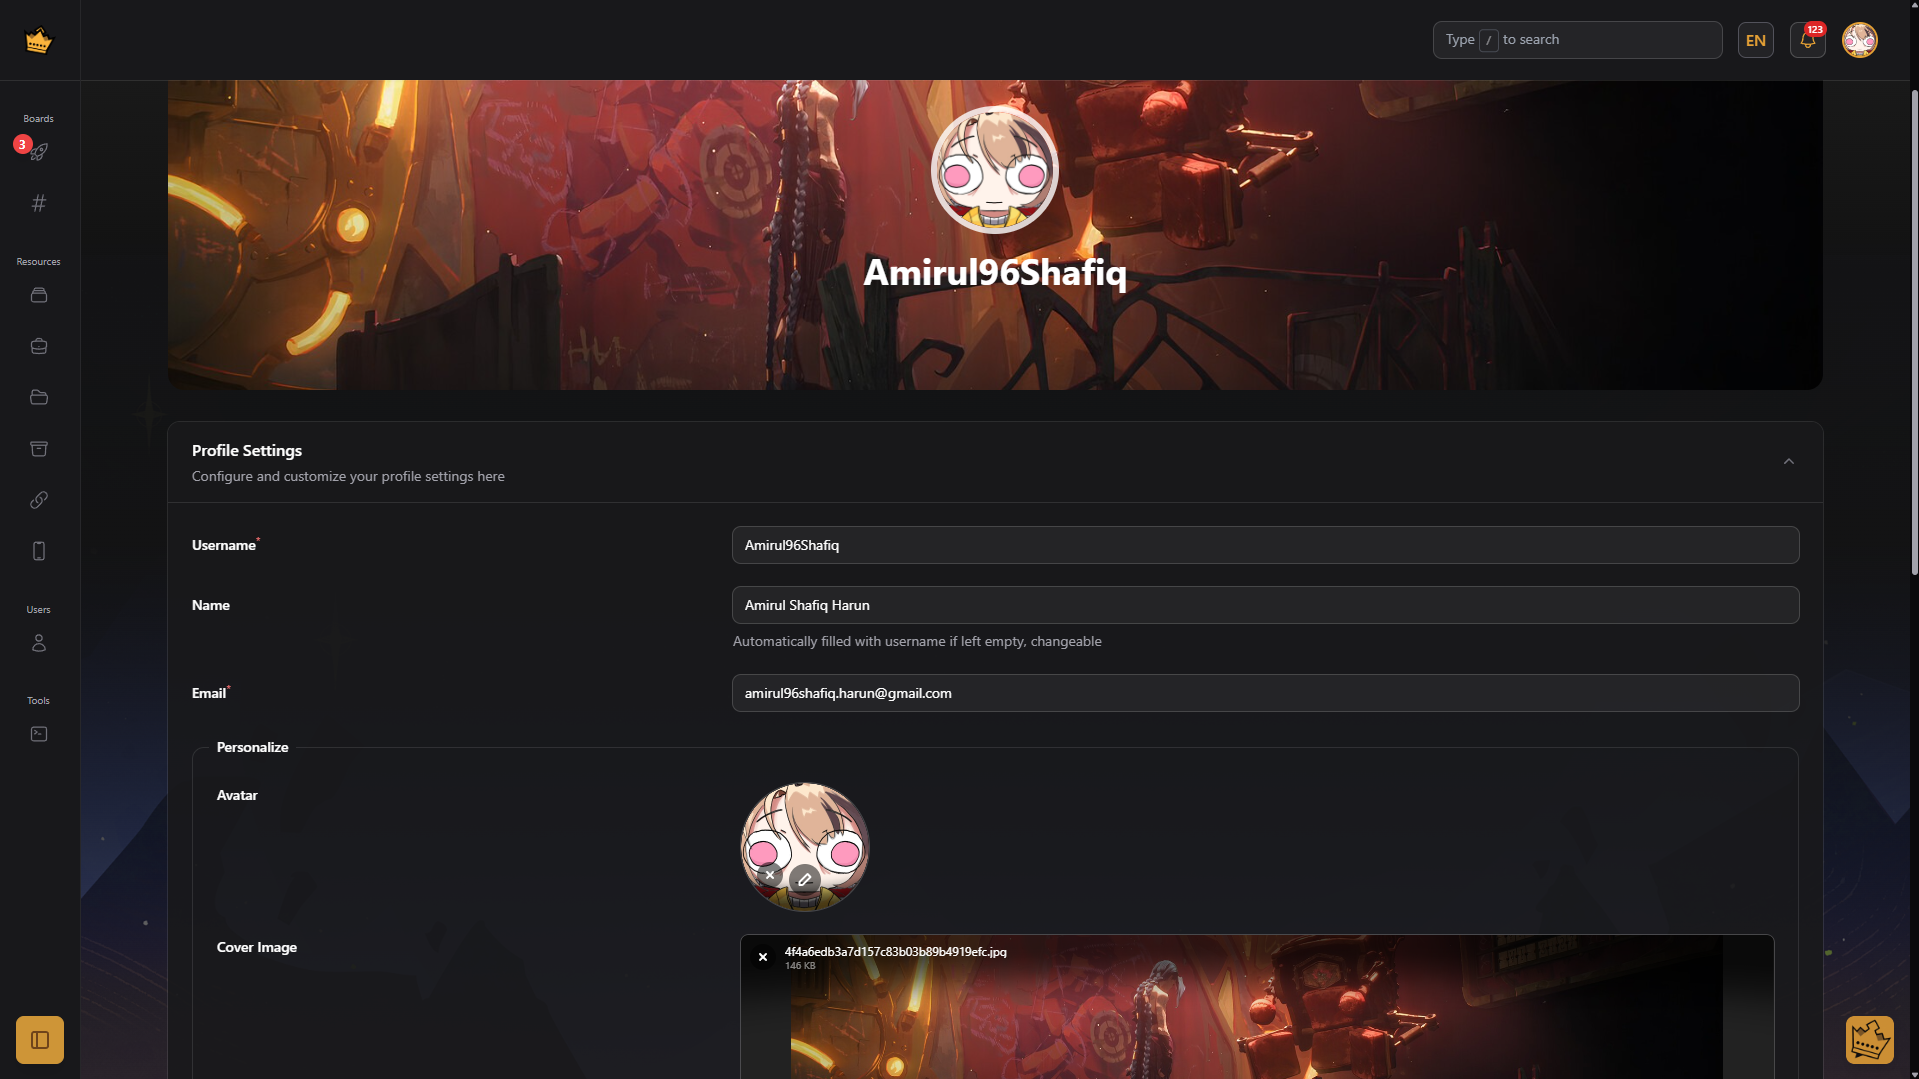 Type / to search
EN
123
Boards
3
Resources
Users
Tools
Amirul96Shafiq
Profile Settings
Configure and customize your profile settings here
Username*
Amirul96Shafiq
Name
Amirul Shafiq Harun
Automatically filled with username if left empty, changeable
Email*
amirul96shafiq.harun@gmail.com
Personalize
Avatar
Cover Image
4f4a6edb3a7d157c83b03b89b4919efc.jpg
146 KB